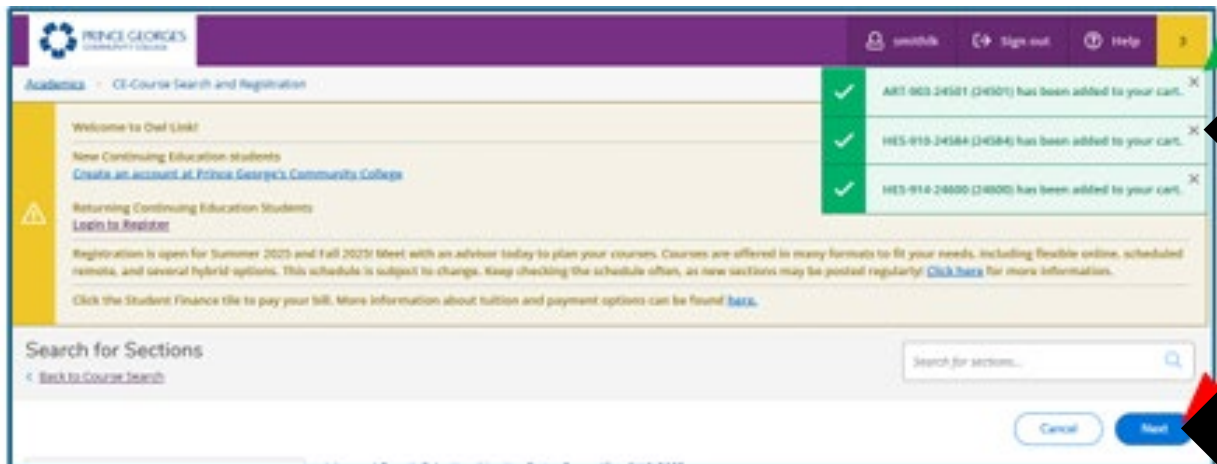 PRINCE GEORGES
COMMUNITY COLLEGE
smithlk
Sign out
Help
3
Academics
CE-Course Search and Registration
ART-903-24501 (24501) has been added to your cart.
HES-910-24584 (24584) has been added to your cart.
HES-914-24600 (24600) has been added to your cart.
Welcome to Owl Link!
New Continuing Education students
Create an account at Prince George's Community College
Returning Continuing Education Students
Login to Register
Registration is open for Summer 2025 and Fall 2025! Meet with an advisor today to plan your courses. Courses are offered in many formats to fit your needs, including flexible online, scheduled
remote, and several hybrid options. This schedule is subject to change. Keep checking the schedule often, as new sections may be posted regularly! Click here for more information.
Click the Student Finance tile to pay your bill. More information about tuition and payment options can be found here.
Search for Sections
< Back to Course Search
Search for sections...
Cancel
Next